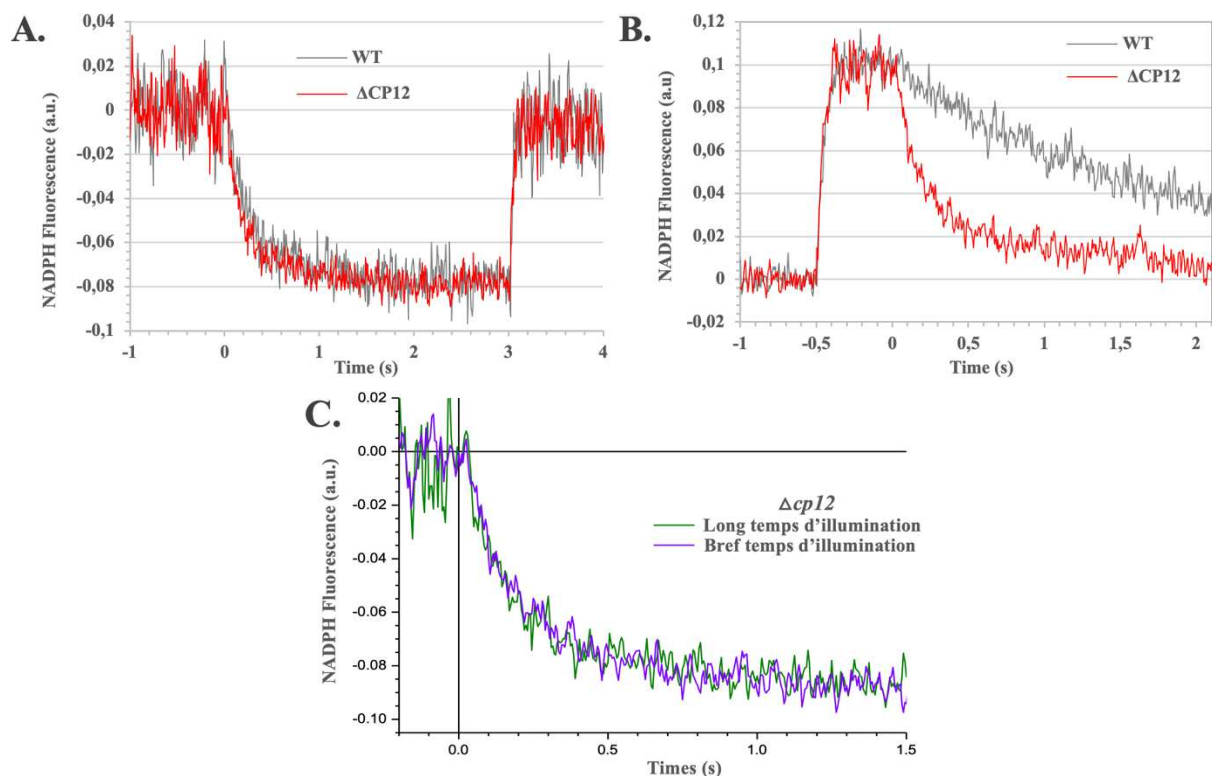 A.
NADPH Fluorescence (a.u.)
0,04
0,02
0
-0,02
-0,04
-0,06
-0,08
-0,1
WT
ΔCP12
-1
0
1
2
3
4
Time (s)
B.
NADPH Fluorescence (a.u)
0,12
0,1
0,08
0,06
0,04
0,02
0
-0,02
WT
ΔCP12
-1
-0,5
0
0,5
1
1,5
2
Time (s)
C.
NADPH Fluorescence (a.u.)
0.02
0.00
-0.02
-0.04
-0.06
-0.08
-0.10
Δcp12
Long temps d'illumination
Bref temps d'illumination
0.0
0.5
1.0
1.5
Times (s)